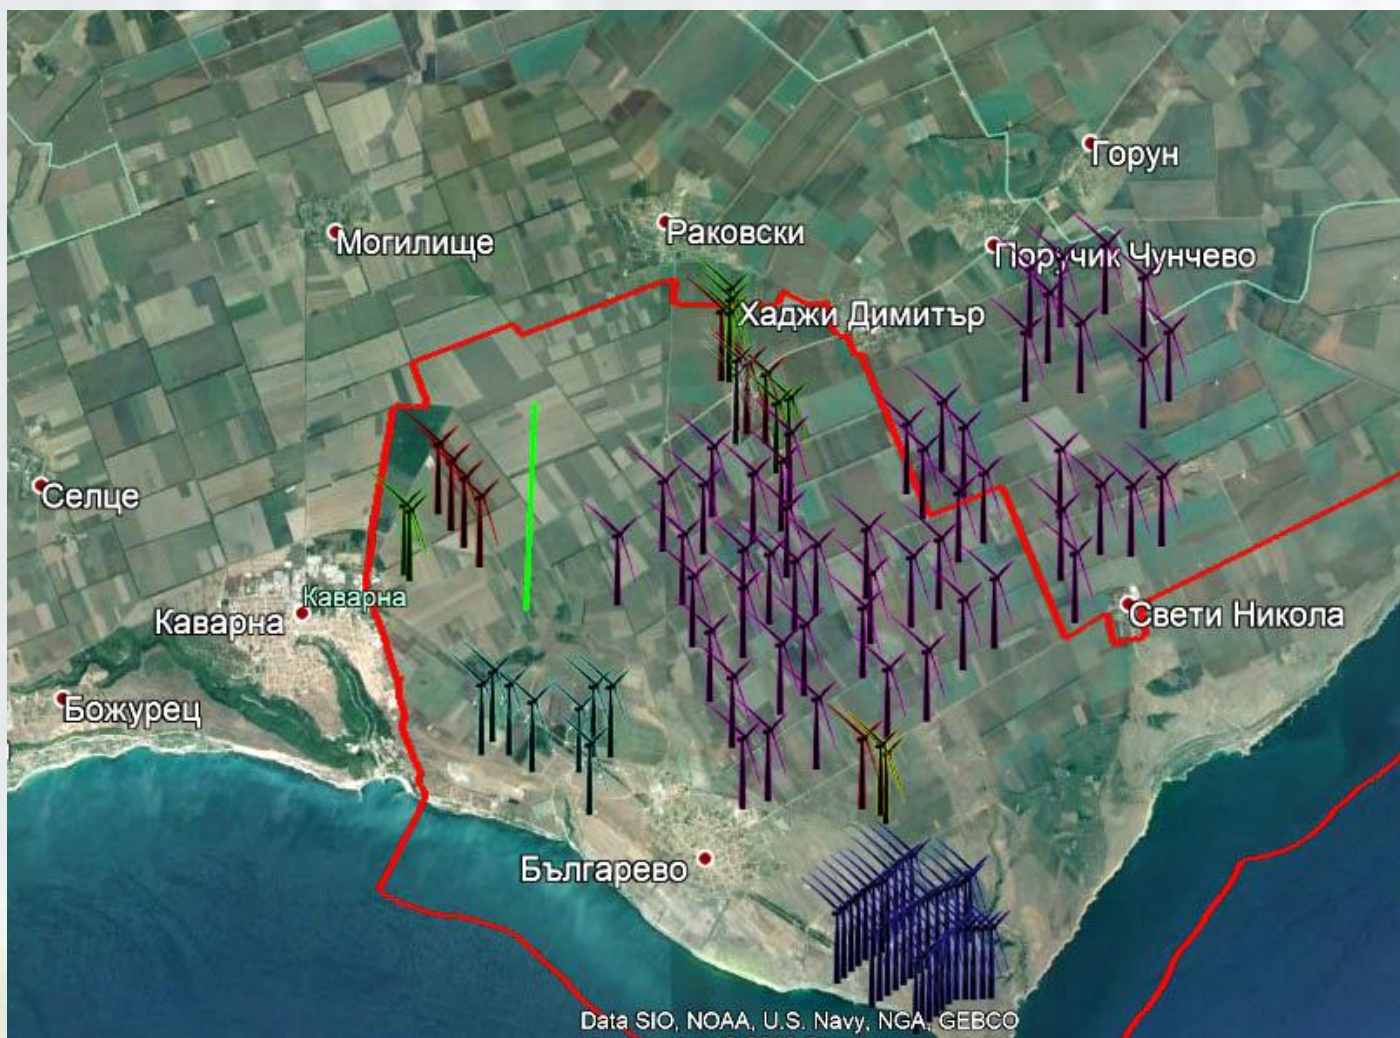 Горун
Раковски
Могилище
Поручик Чунчево
Хаджи Димитър
Селце
Каварна
Каварна
Свети Никола
Божурец
Българево
Data SIO, NOAA, U.S. Navy, NGA, GEBCO